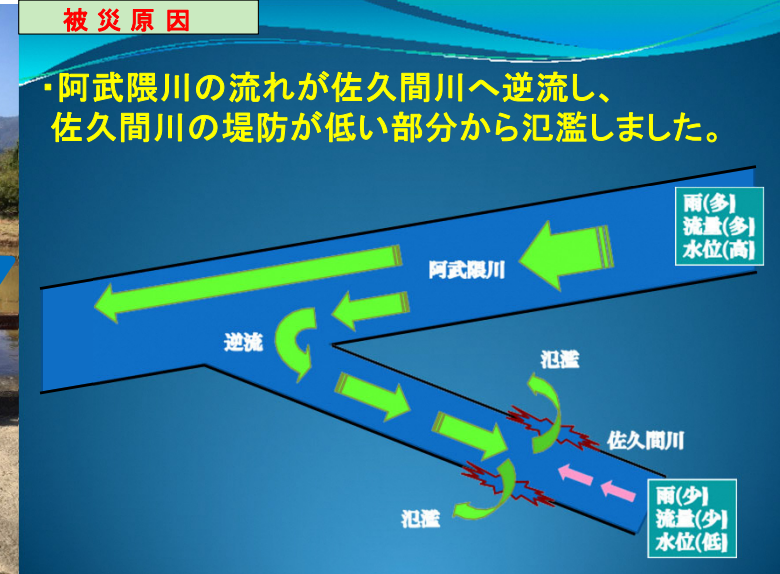 被災原因
・阿武隈川の流れが佐久間川へ逆流し、
佐久間川の堤防が低い部分から氾濫しました。
雨(多)
流量(多)
水位(高)
阿武隈川
逆流
氾濫
佐久間川
氾濫
雨(少)
流量(少)
水位(低)